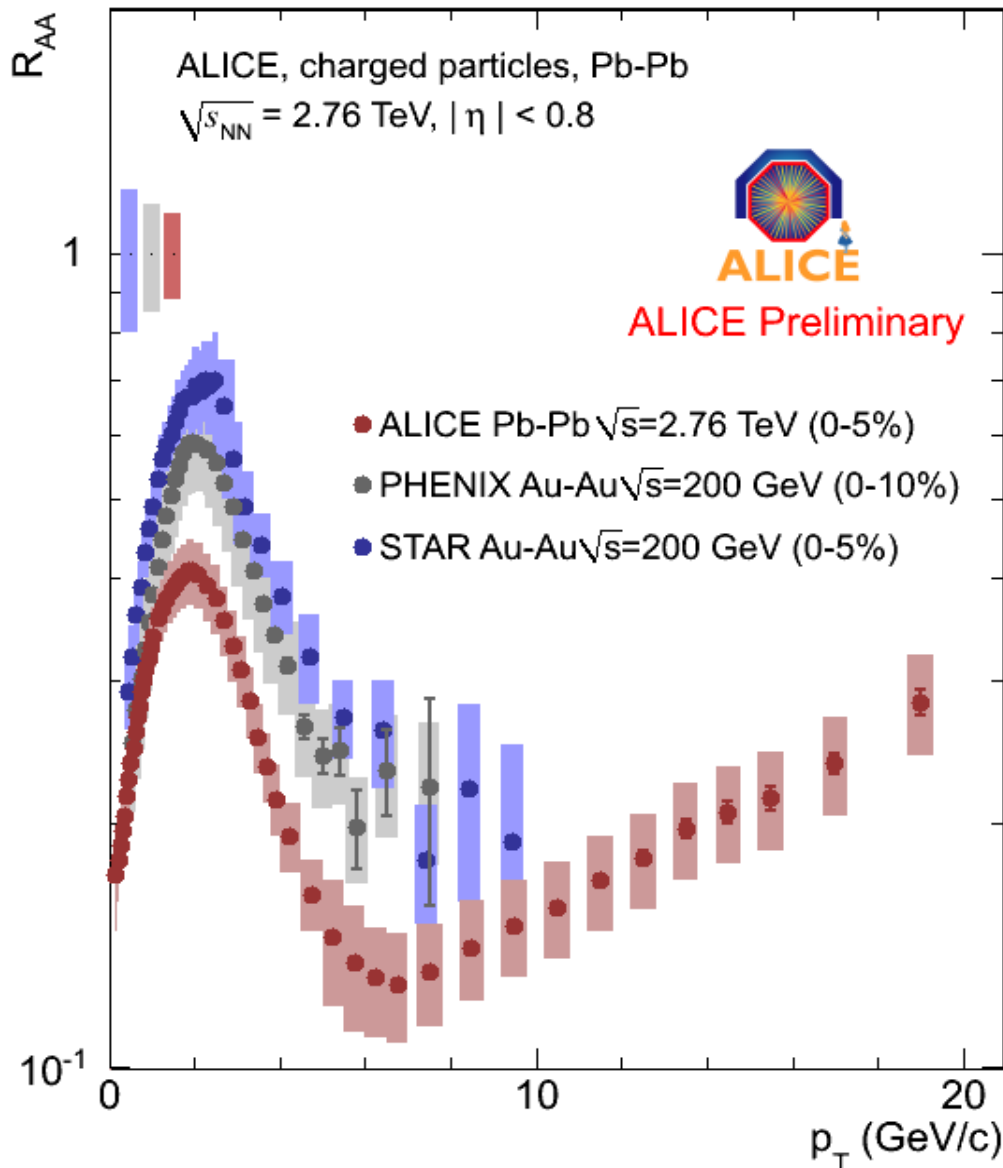 R_AA
ALICE, charged particles, Pb-Pb
√s_NN = 2.76 TeV, | η | < 0.8
ALICE
ALICE Preliminary
1
ALICE Pb-Pb √s=2.76 TeV (0-5%)
PHENIX Au-Au√s=200 GeV (0-10%)
STAR Au-Au√s=200 GeV (0-5%)
10⁻¹
0 10 20
p_T (GeV/c)